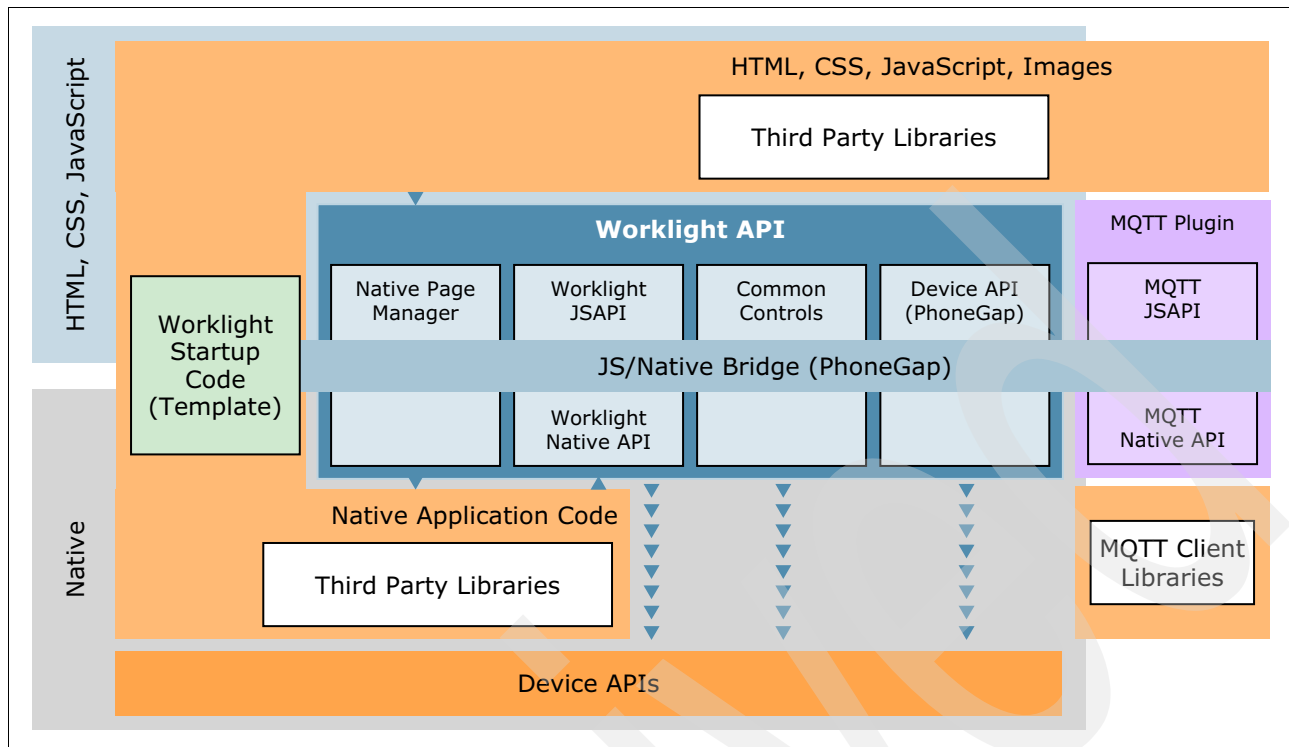 HTML, CSS, JavaScript
HTML, CSS, JavaScript, Images
Third Party Libraries
Worklight API
MQTT Plugin
Native Page
Manager
Worklight
JSAPI
Common
Controls
Device API
(PhoneGap)
MQTT
JSAPI
Worklight
Startup
Code
(Template)
JS/Native Bridge (PhoneGap)
Worklight
Native API
MQTT
Native API
Native
Native Application Code
Third Party Libraries
MQTT Client
Libraries
Device APIs